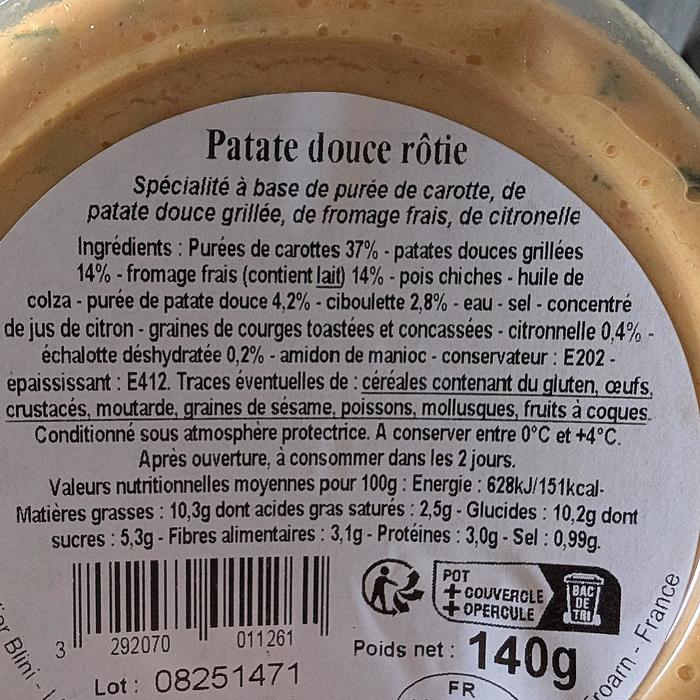 Patate douce rôtie
Spécialité à base de purée de carotte, de
patate douce grillée, de fromage frais, de citronelle
Ingrédients : Purées de carottes 37% - patates douces grillées
14% - fromage frais (contient lait) 14% - pois chiches - huile de
colza - purée de patate douce 4,2% - ciboulette 2,8% - eau - sel - concentré
de jus de citron - graines de courges toastées et concassées - citronnelle 0,4% -
échalotte déshydratée 0,2% - amidon de manioc - conservateur : E202 -
épaississant : E412. Traces éventuelles de : céréales contenant du gluten, œufs,
crustacés, moutarde, graines de sésame, poissons, mollusques, fruits à coques.
Conditionné sous atmosphère protectrice. A conserver entre 0°C et +4°C.
Après ouverture, à consommer dans les 2 jours.
Valeurs nutritionnelles moyennes pour 100g : Energie : 628kJ/151kcal-
Matières grasses : 10,3g dont acides gras saturés : 2,5g - Glucides : 10,2g dont
sucres : 5,3g - Fibres alimentaires : 3,1g - Protéines : 3,0g - Sel : 0,99g.
POT
+ COUVERCLE
+ OPERCULE
BAC
DE
TRI
3 292070 011261
Poids net : 140g
Lot : 08251471
FR
Blini -
- France